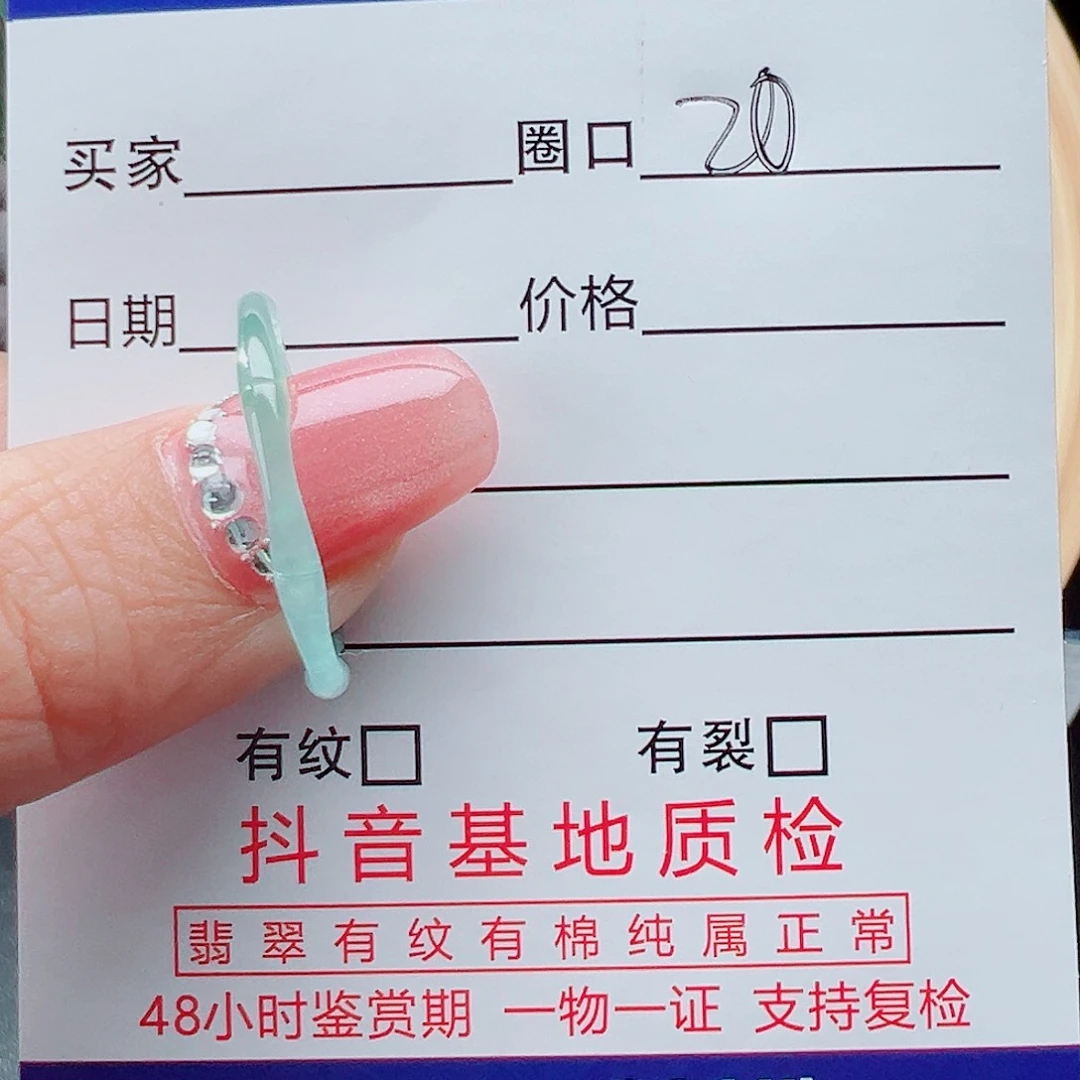 买家 圈口 20
日期 价格
有纹□ 有裂□
抖音基地质检
翡翠有纹有棉纯属正常
48小时鉴赏期 一物一证 支持复检